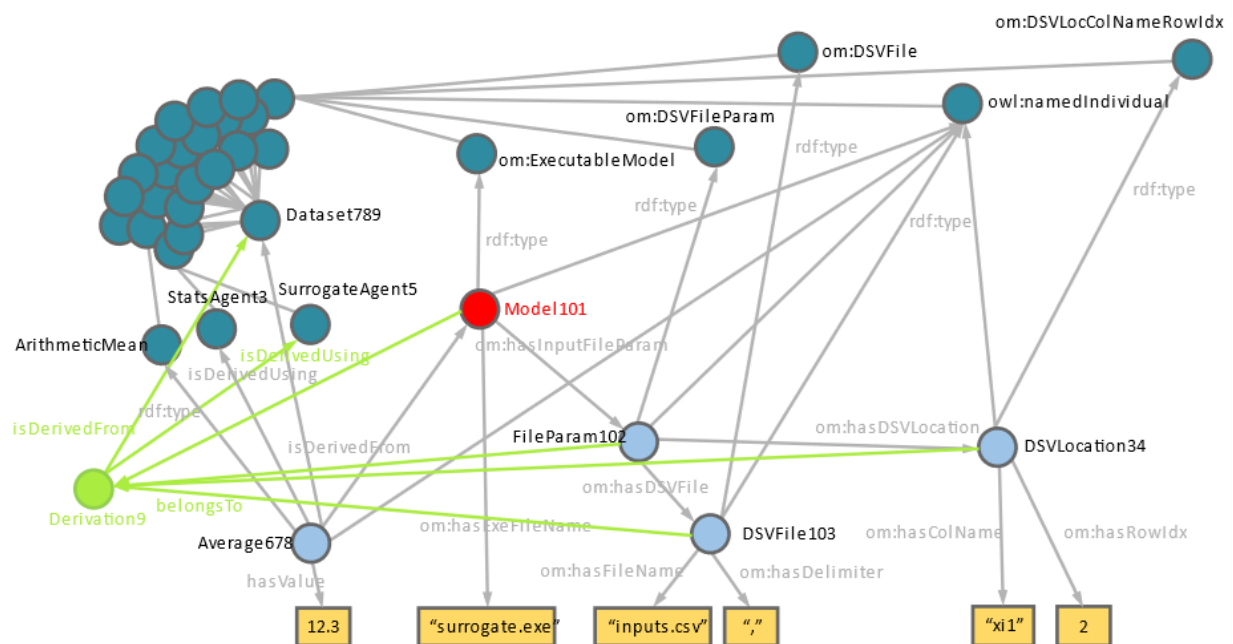 om:DSVLocColNameRowIdx
om:DSVFile
owl:namedIndividual
om:DSVFileParam
rdf:type
om:ExecutableModel
rdf:type
rdf:type
Dataset789
rdf:type
rdf:type
StatsAgent3
SurrogateAgent5
Model101
ArithmeticMean
isDerivedUsing
om:hasInputFileParam
isDerivedUsing
rdf:type
isDerivedFrom
FileParam102
om:hasDSVLocation
isDerivedFrom
DSVLocation34
om:hasDSVFile
belongsTo
Derivation9
om:hasExeFileName
DSVFile103
om:hasColName
om:hasRowIdx
Average678
hasValue
om:hasFileName
om:hasDelimiter
12.3
“surrogate.exe”
“inputs.csv”
“,”
“xi1”
2